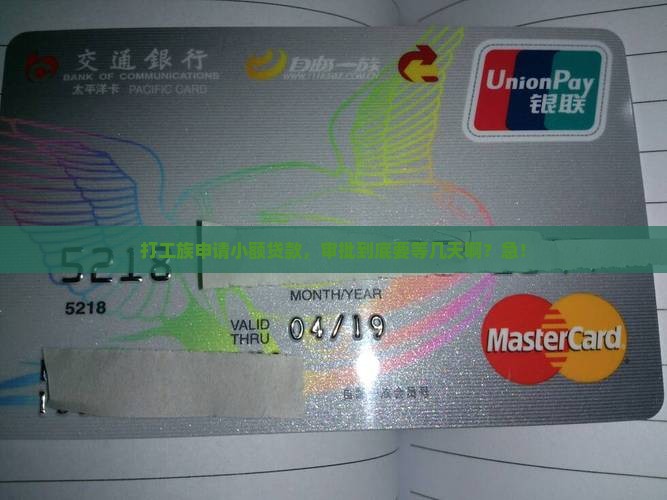 交通銀行
BANK OF COMMUNICATIONS
太平洋卡 PACIFIC CARD
自由一族
UnionPay
银联
打工族申请小额贷款，审批到底要等几天啊？急！
5218
5218
MONTH/YEAR
VALID
THRU
04/19
MasterCard